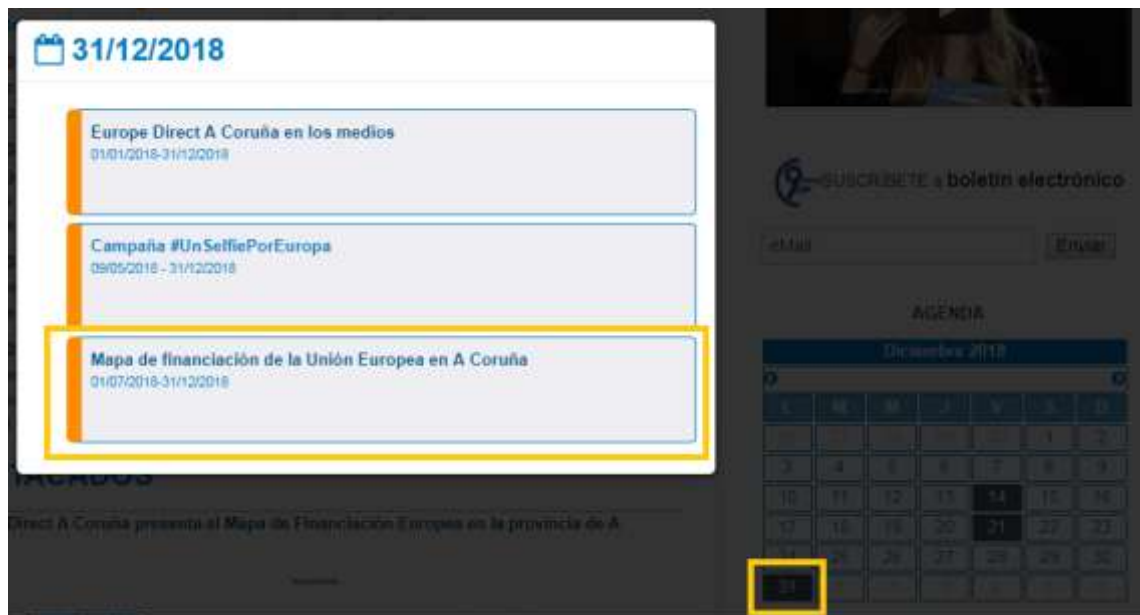 31/12/2018
Europe Direct A Coruña en los medios
01/01/2018-31/12/2018
Campaña #UnSelfiePorEuropa
09/05/2018 - 31/12/2018
Mapa de financiación de la Unión Europea en A Coruña
01/07/2018-31/12/2018
TACADOS
Direct A Coruña presenta el Mapa de Financiación Europea en la provincia de A
SUSCRÍBETE a boletín electrónico
eMail
Enviar
AGENDA
Diciembre 2018
L M M J V S D
1 2
3 4 5 6 7 8 9
10 11 12 13 14 15 16
17 18 19 20 21 22 23
24 25 26 27 28 29 30
31